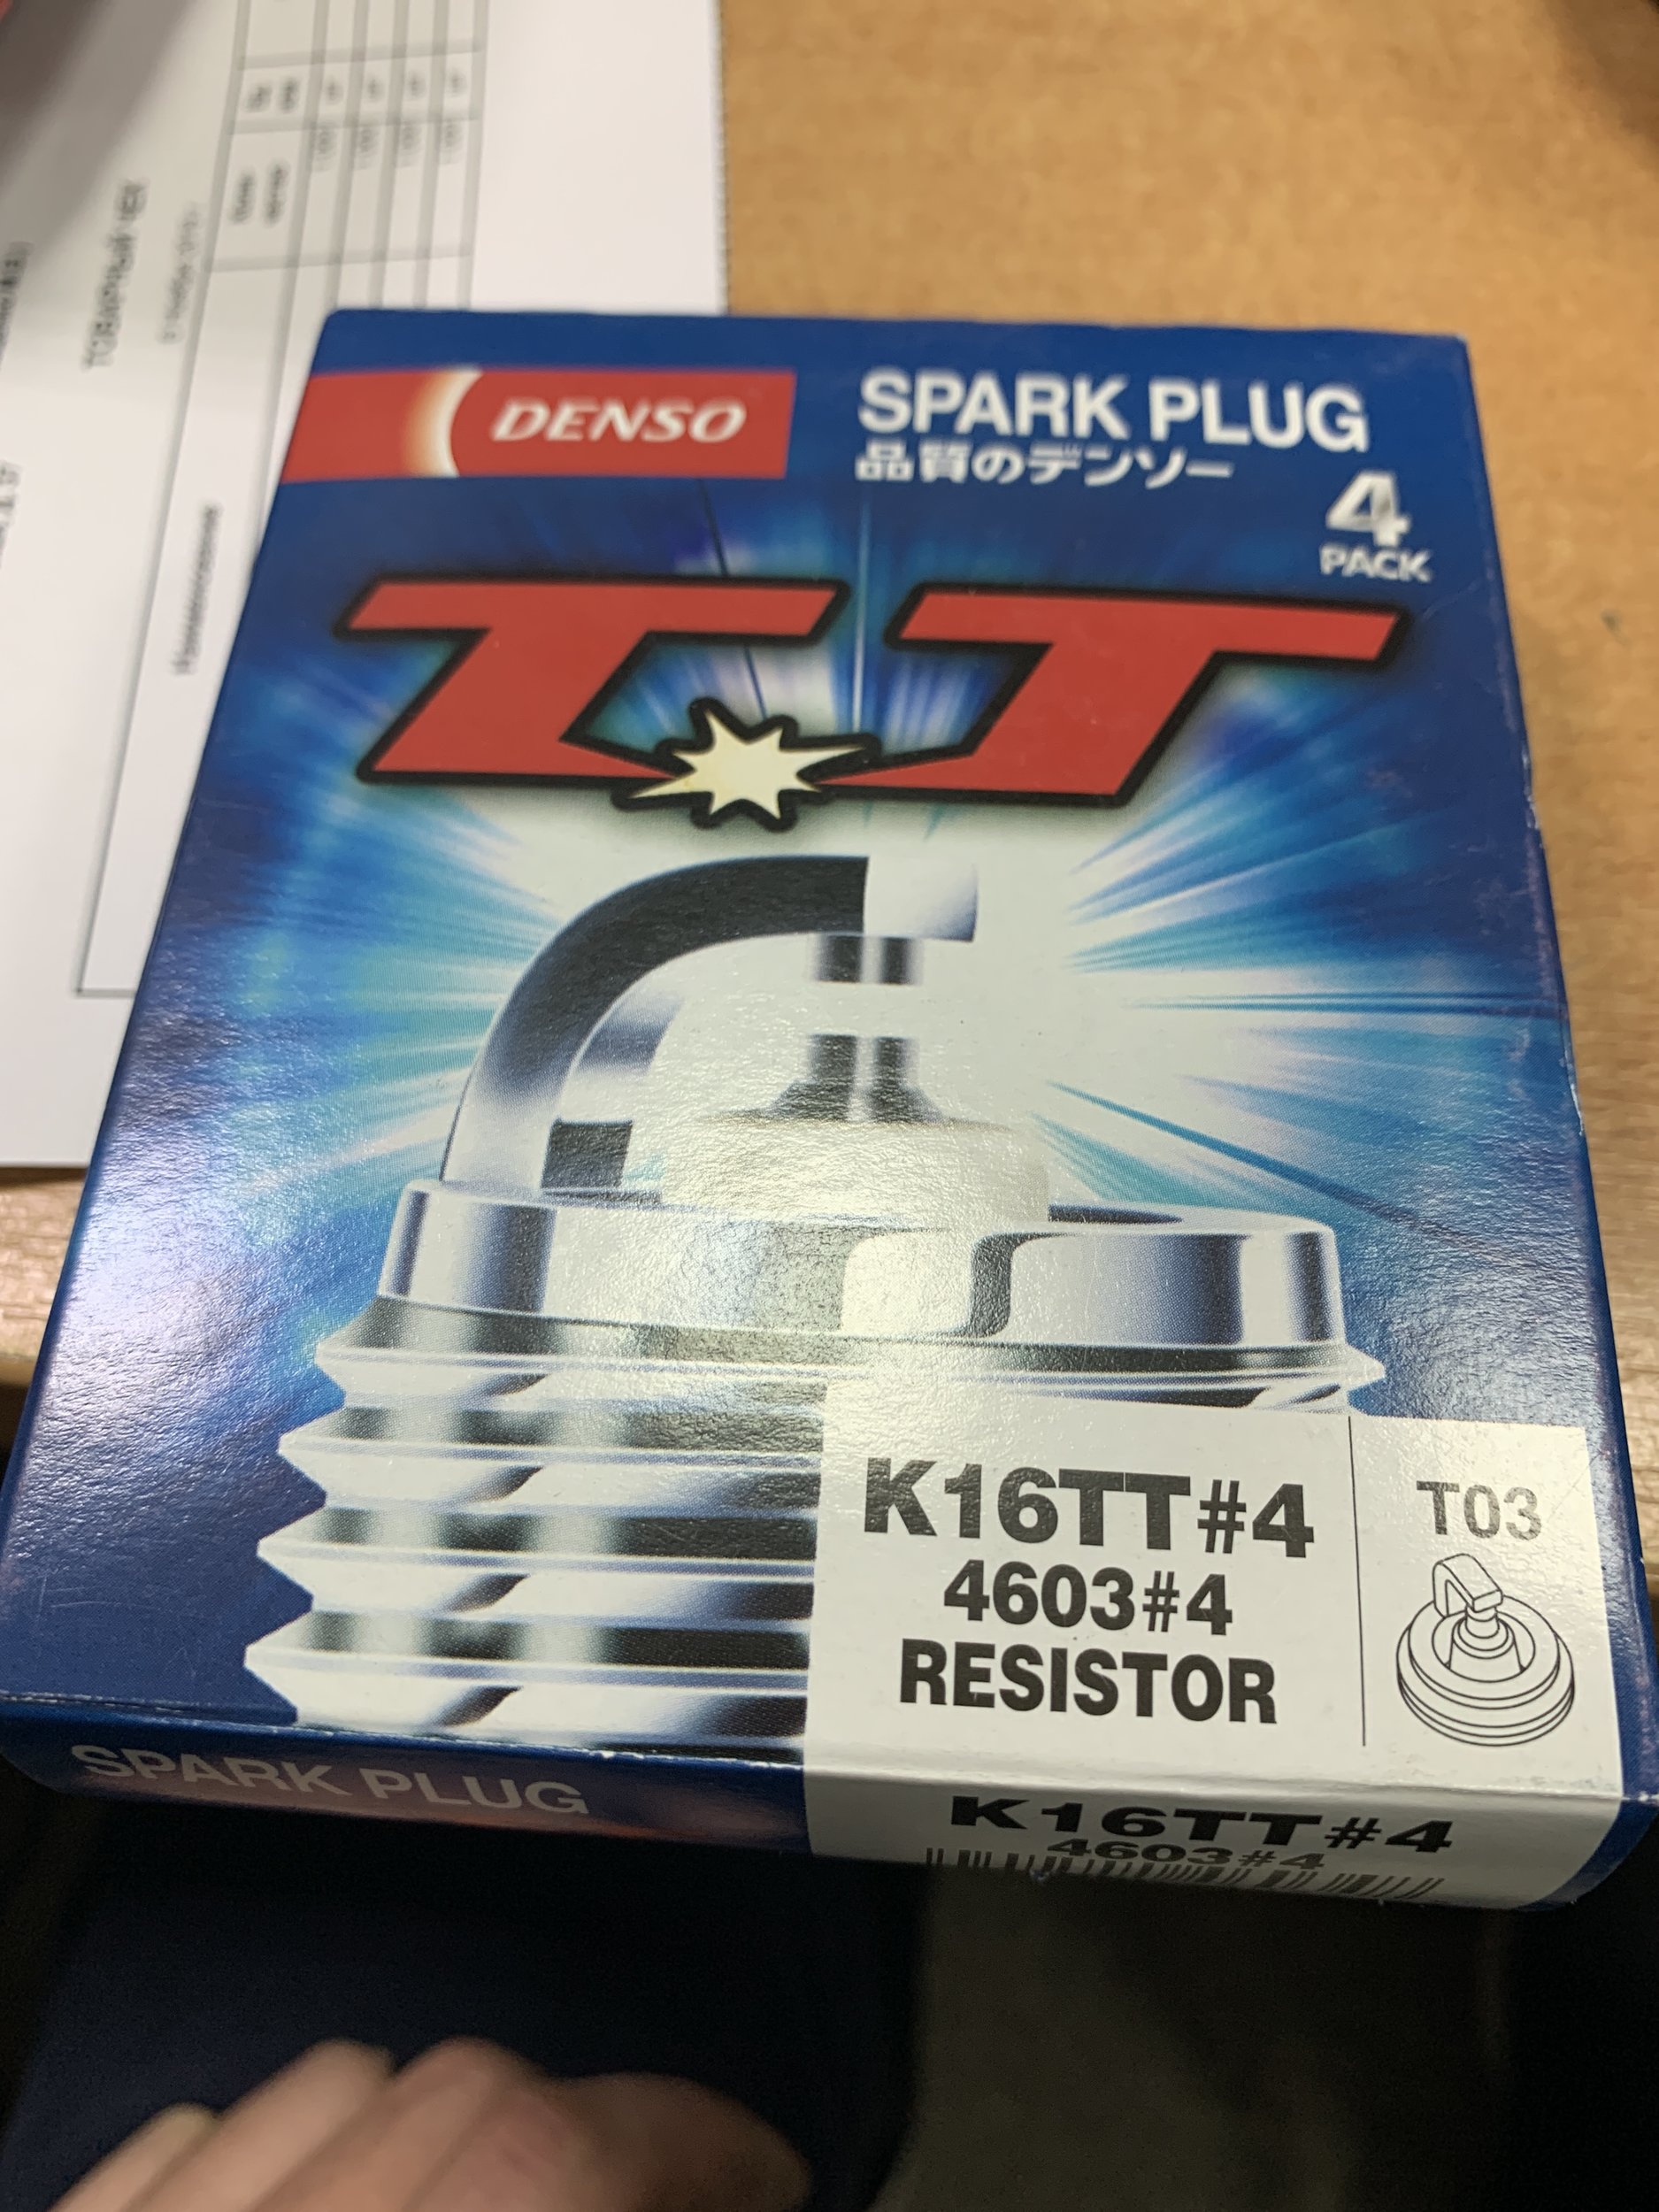 DENSO
SPARK PLUG
品質のデンソー
4
PACK
TT
K16TT#4
4603#4
RESISTOR
T03
SPARK PLUG
K16TT#4
4603#4